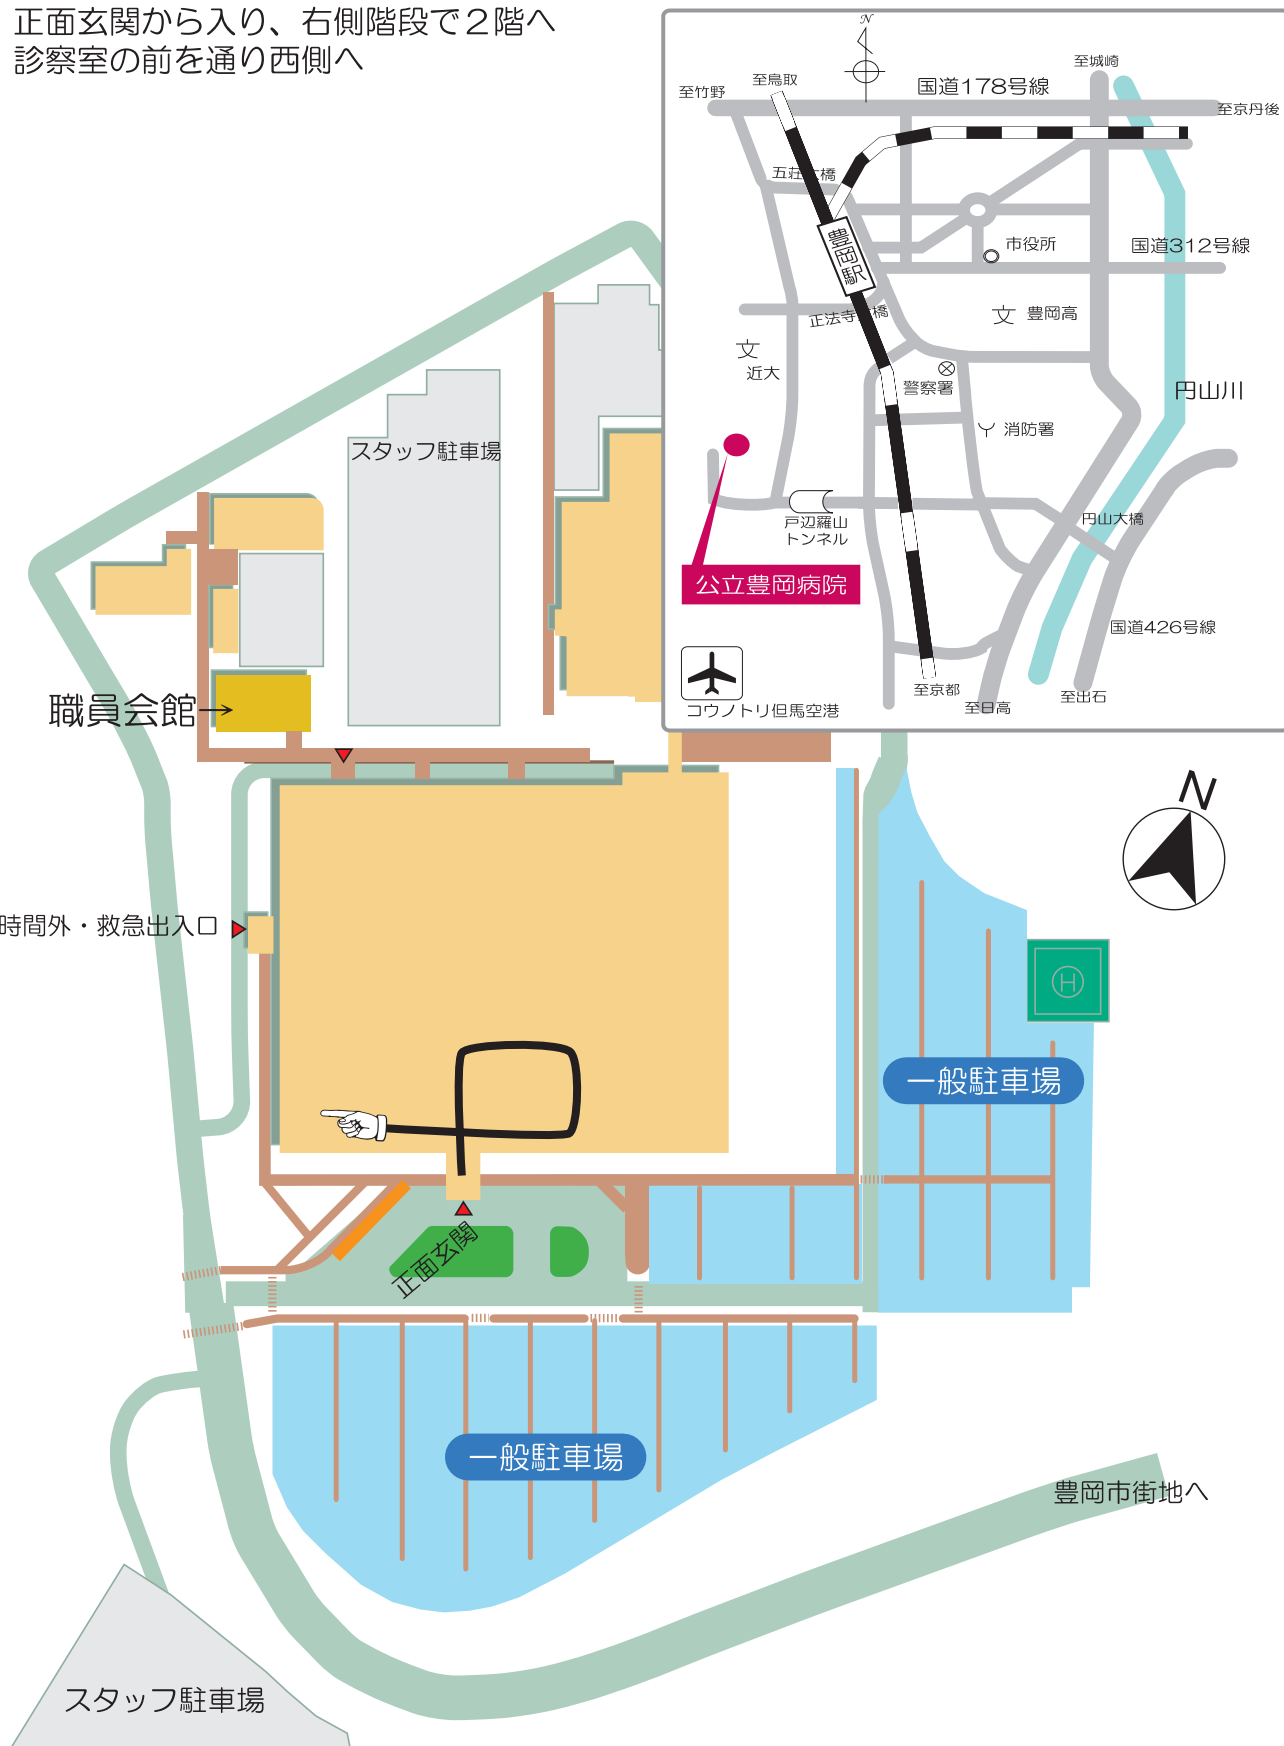 正面玄関から入り、右側階段で２階へ
診察室の前を通り西側へ
N
至城崎
至鳥取
至竹野
国道178号線
至京丹後
五荘大橋
豊岡駅
市役所
国道312号線
正法寺大橋
文
豊岡高
文
近大
警察署
円山川
消防署
円山大橋
戸辺羅山
トンネル
公立豊岡病院
国道426号線
コウノトリ但馬空港
至京都
至日高
至出石
スタッフ駐車場
職員会館
N
時間外・救急出入口
H
一般駐車場
正面玄関
一般駐車場
豊岡市街地へ
スタッフ駐車場